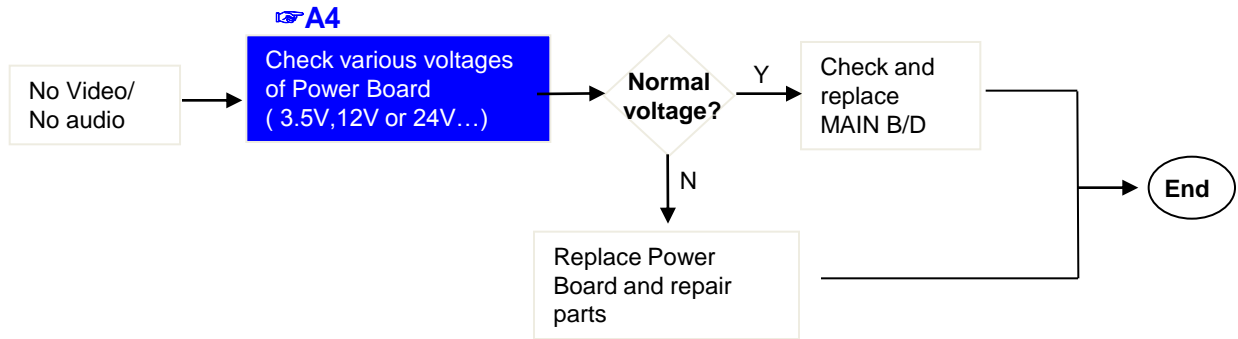 ☞A4
No Video/
No audio
Check various voltages
of Power Board
( 3.5V,12V or 24V…)
Normal
voltage?
Y
Check and
replace
MAIN B/D
N
Replace Power
Board and repair
parts
End